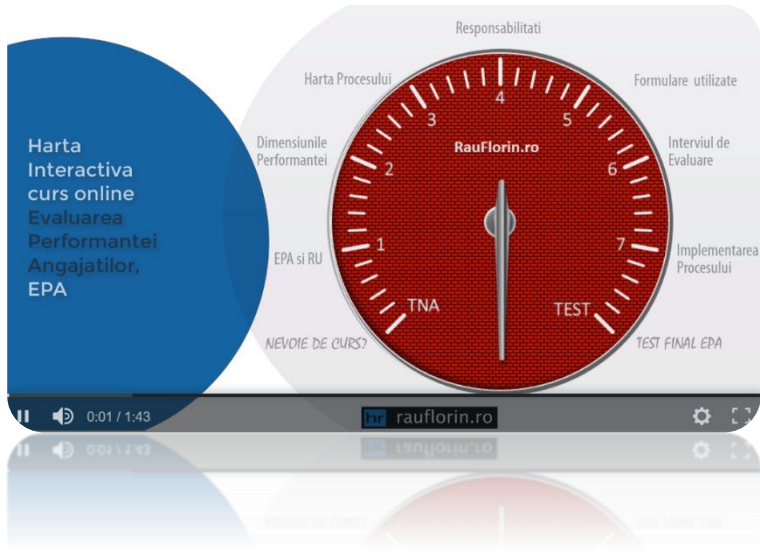 Harta
Interactiva
curs online
Evaluarea
Performantei
Angajatilor,
EPA
Responsabilitati
Harta Procesului
Formulare utilizate
Dimensiunile
Performantei
Interviul de
Evaluare
EPA si RU
Implementarea
Procesului
NEVOIE DE CURS?
TEST FINAL EPA
RauFlorin.ro
TNA
1
2
3
4
5
6
7
TEST
0:01 / 1:43
hr rauflorin.ro